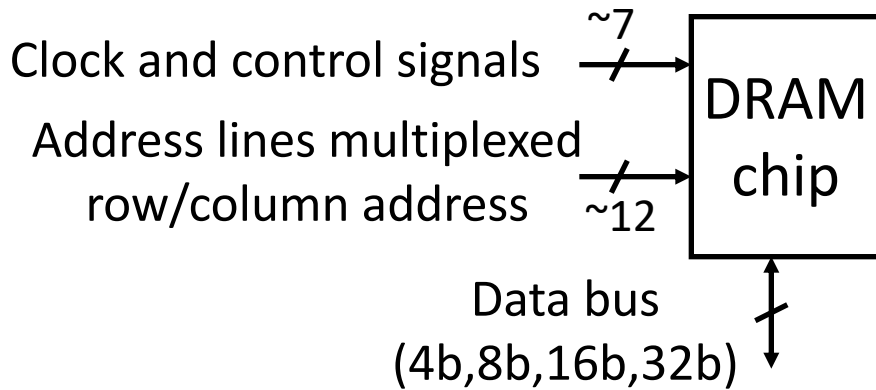 ~7
Clock and control signals
DRAM
chip
Address lines multiplexed
row/column address
~12
Data bus
(4b,8b,16b,32b)